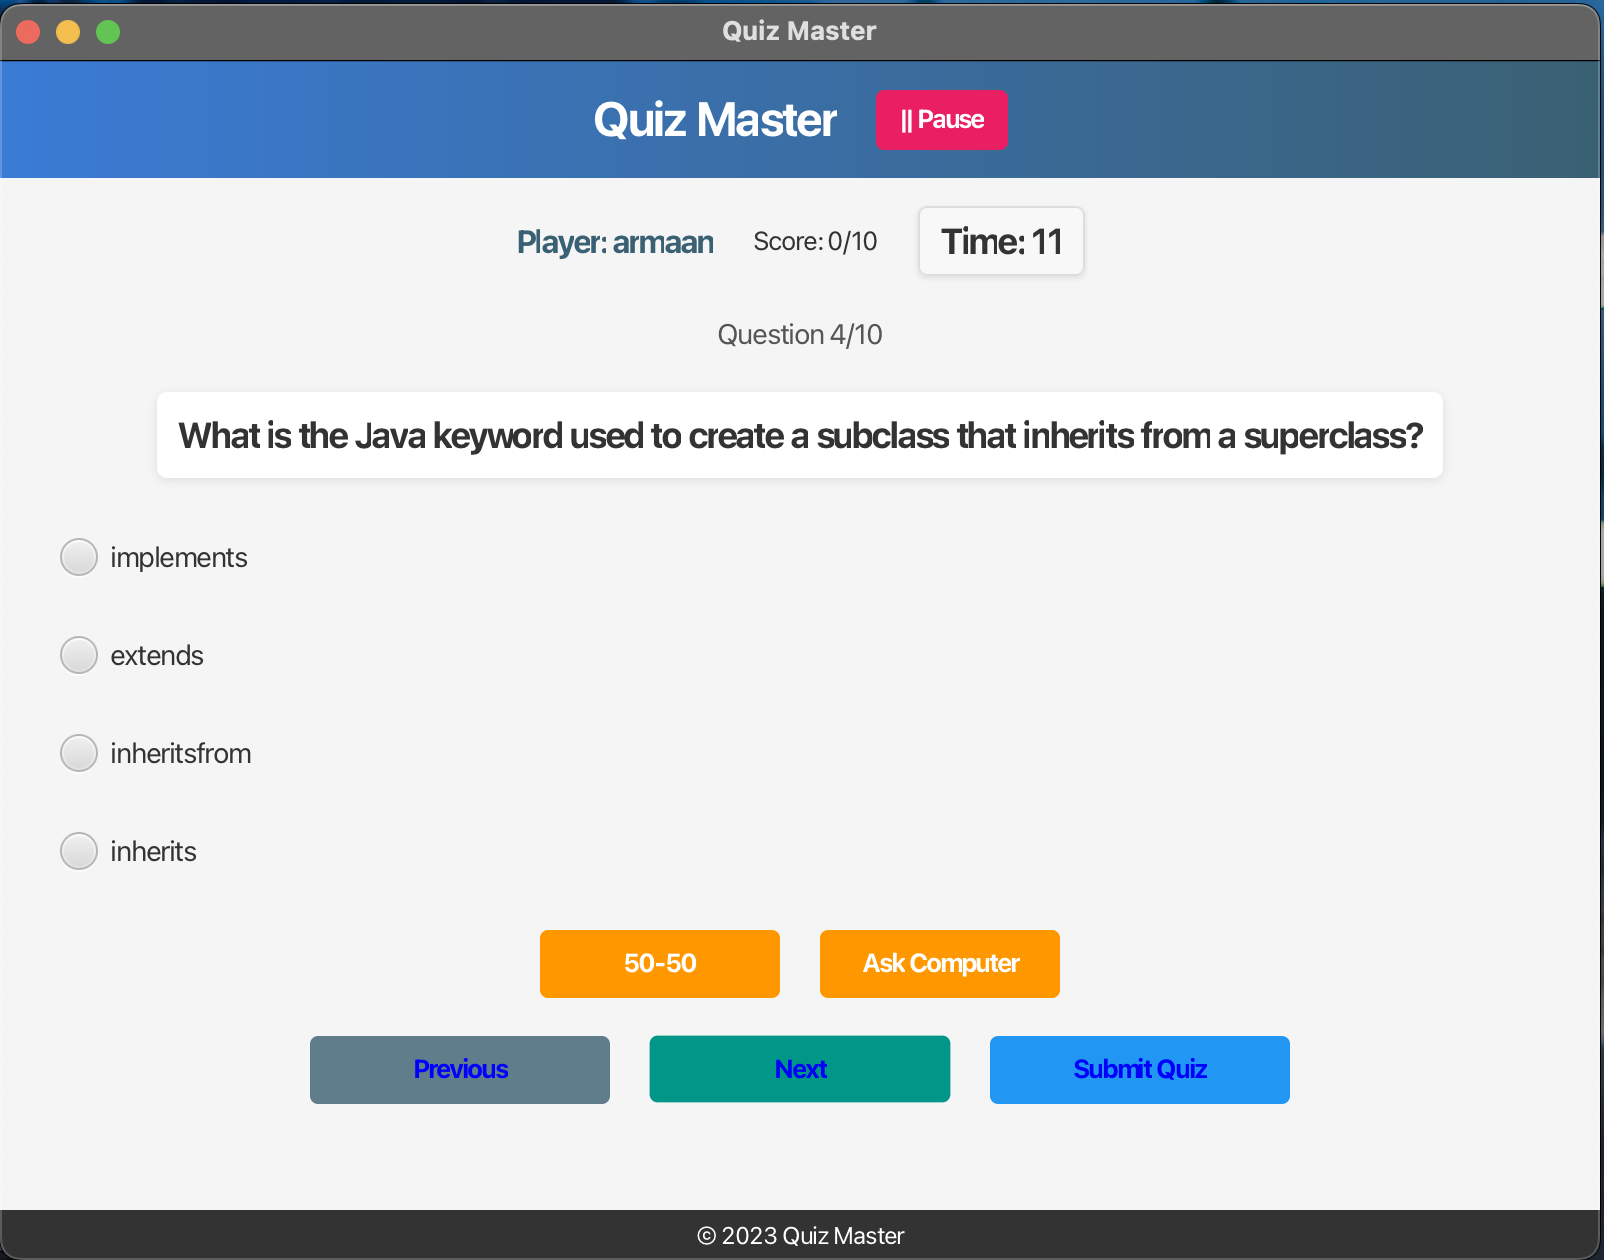 Quiz Master
Quiz Master
|| Pause
Player: armaan
Score: 0/10
Time: 11
Question 4/10
What is the Java keyword used to create a subclass that inherits from a superclass?
implements
extends
inheritsfrom
inherits
50-50
Ask Computer
Previous
Next
Submit Quiz
© 2023 Quiz Master